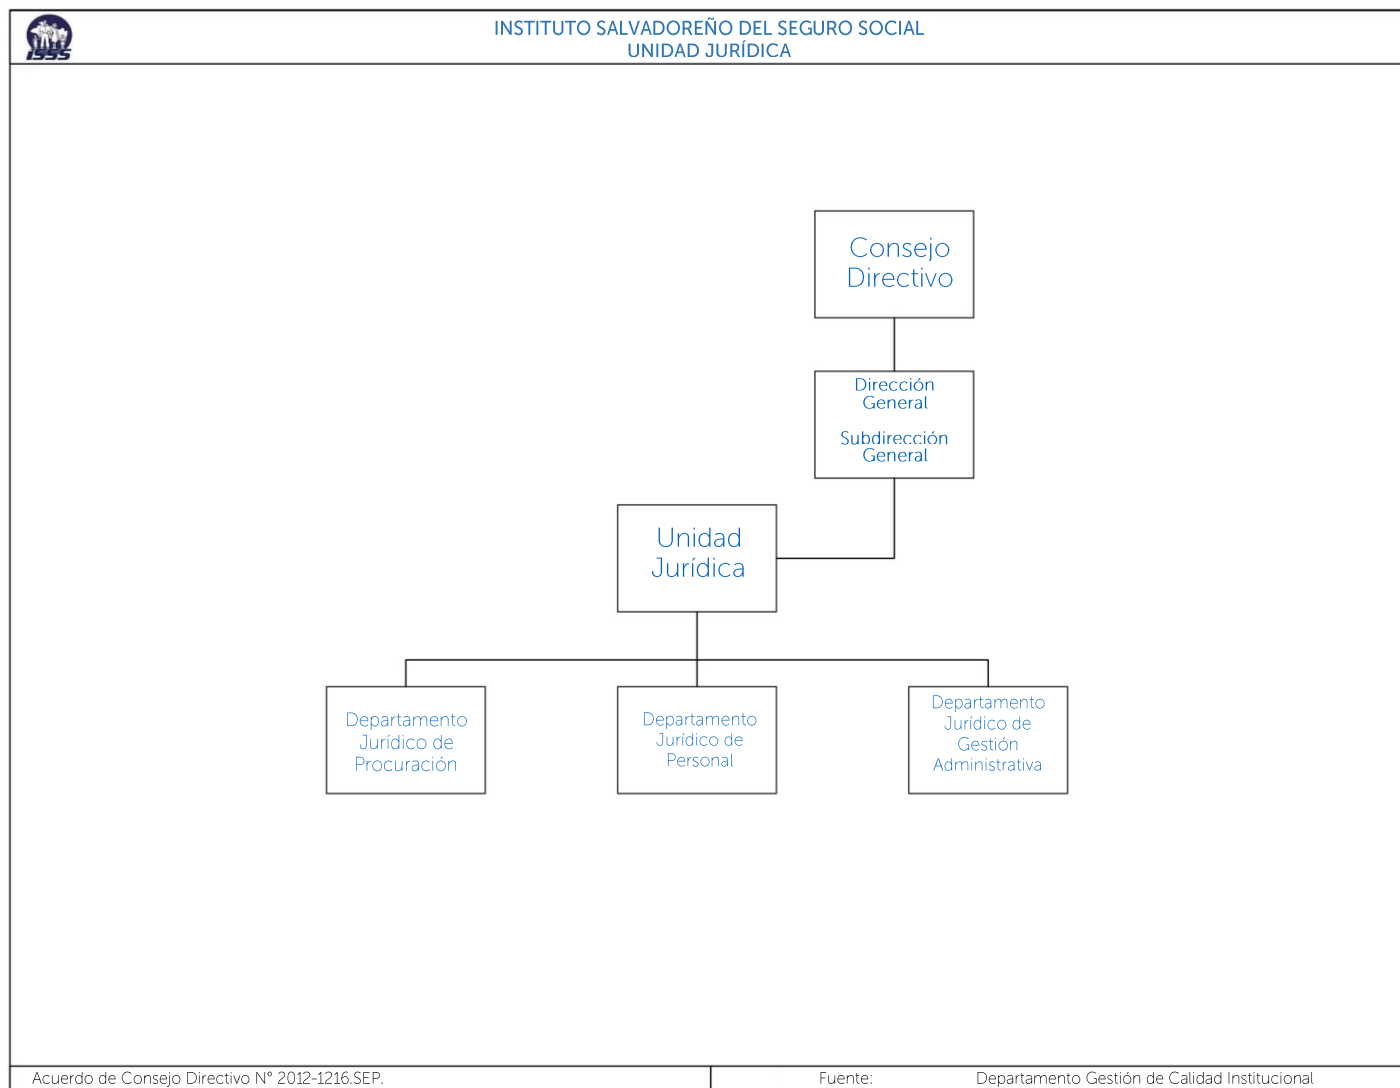 ISSS
INSTITUTO SALVADOREÑO DEL SEGURO SOCIAL
UNIDAD JURÍDICA
Consejo
Directivo
Dirección
General
Subdirección
General
Unidad
Jurídica
Departamento
Jurídico de
Procuración
Departamento
Jurídico de
Personal
Departamento
Jurídico de
Gestión
Administrativa
Acuerdo de Consejo Directivo N° 2012-1216.SEP.
Fuente: Departamento Gestión de Calidad Institucional